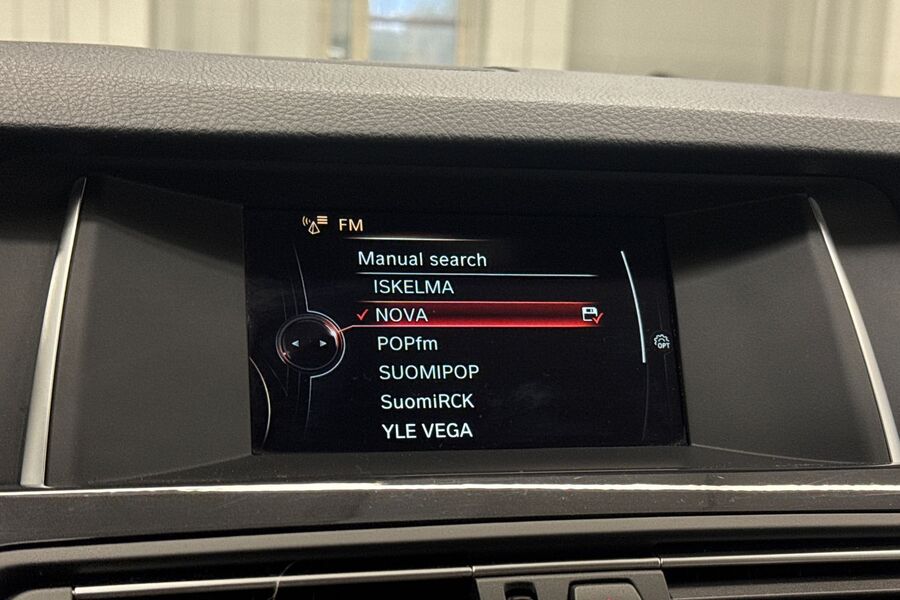 FM
Manual search
ISKELMA
NOVA
POPfm
OPT
SUOMIPOP
SuomiRCK
YLE VEGA